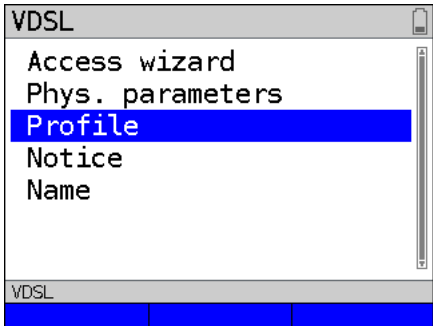 VDSL
Access wizard
Phys. parameters
Profile
Notice
Name
VDSL